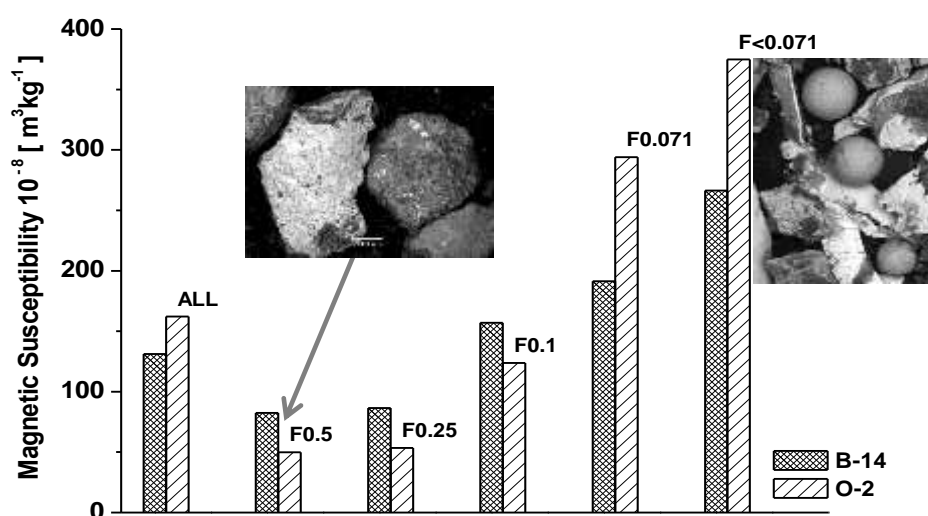 Magnetic Susceptibility 10⁻⁸ [ m³kg⁻¹ ]
400
300
200
100
0
ALL
F0.5
F0.25
F0.1
F0.071
F<0.071
B-14
O-2